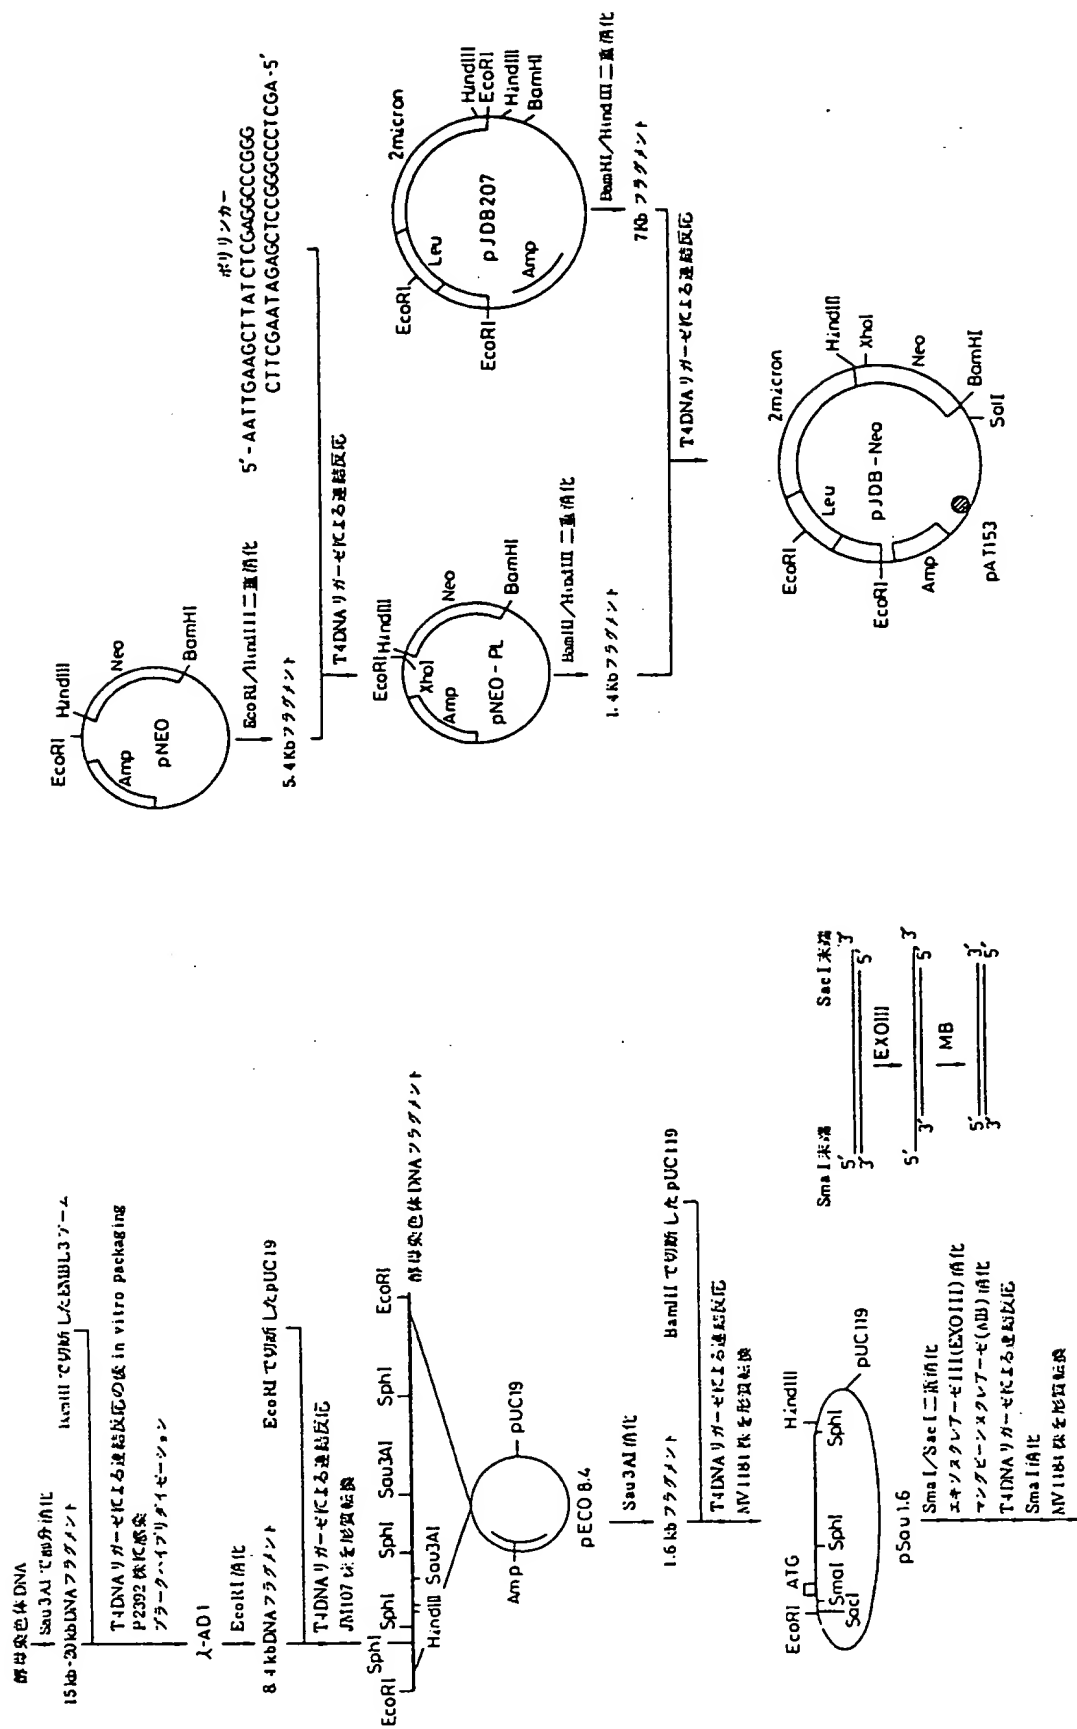 酵母染色体DNA
Sau3AIで部分消化
15kb-20kbDNAフラグメント
BamHIで切断したEMBL3アーム
T4DNAリガーゼによる連結反応の後 in vitro packaging
P2392株に感染
プラークハイブリダイゼーション
λ-AD1
EcoRI消化
8.4kbDNAフラグメント
EcoRIで切断したpUC19
T4DNAリガーゼによる連結反応
JM107株を形質転換
EcoRI
SphI
SphI
HindIII
Sau3AI
SphI
Sau3AI
SphI
EcoRI
酵母染色体DNAフラグメント
Amp
pUC19
pECO8.4
Sau3AI消化
1.6kbフラグメント
BamHIで切断したpUC119
T4DNAリガーゼによる連結反応
MV1184株を形質転換
EcoRI
ATG
SmaI
SacI
SphI
HindIII
SphI
pUC119
pSau1.6
SmaI/SacI二重消化
エキソヌクレアーゼIII(EXOIII)消化
マングビーンヌクレアーゼ(MB)消化
T4DNAリガーゼによる連結反応
SmaI消化
MV1184株を形質転換
SmaI末端
SacI末端
5′
3′
3′
5′
EXOIII
5′
3′
3′
5′
MB
5′
3′
3′
5′
EcoRI
HindIII
Neo
Amp
pNEO
BamHI
EcoRI/HindIII二重消化
5.4Kbフラグメント
ポリリンカー
5′-AATTGAAGCTTATCTCGAGGCCCGGG
CTTCGAATAGAGCTCCGGGCCCTCGA-5′
T4DNAリガーゼによる連結反応
EcoRI
HindIII
XhoI
Neo
Amp
pNEO-PL
BamHI
BamHI/HindIII二重消化
1.4Kbフラグメント
2micron
HindIII
EcoRI
HindIII
BamHI
EcoRI
Leu
pJDB207
EcoRI
Amp
BamHI/HindIII二重消化
7Kbフラグメント
T4DNAリガーゼによる連結反応
2micron
HindIII
XhoI
Neo
BamHI
SalI
EcoRI
Leu
pJDB-Neo
EcoRI
Amp
pAT153